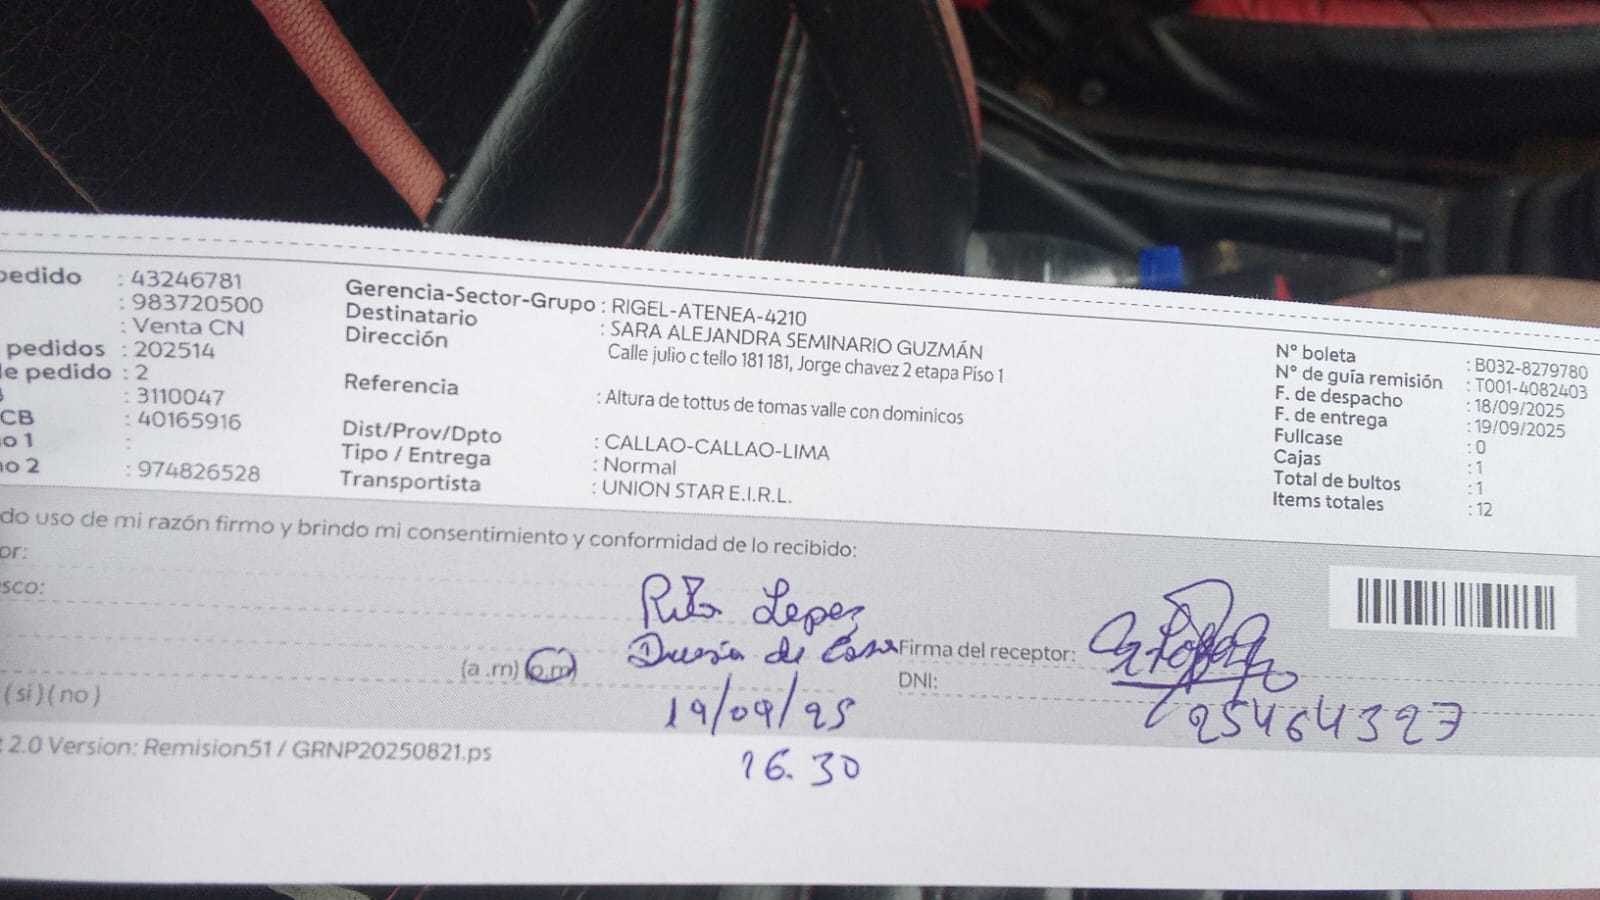 pedido : 43246781
: 983720500
: Venta CN
pedidos : 202514
e pedido : 2
: 3110047
CB : 40165916
o 1 :
o 2 : 974826528
Gerencia-Sector-Grupo : RIGEL-ATENEA-4210
Destinatario : SARA ALEJANDRA SEMINARIO GUZMÁN
Dirección Calle julio c tello 181 181, Jorge chavez 2 etapa Piso 1
Referencia : Altura de tottus de tomas valle con dominicos
Dist/Prov/Dpto : CALLAO-CALLAO-LIMA
Tipo / Entrega : Normal
Transportista : UNION STAR E.I.R.L.
N° boleta : B032-8279780
N° de guía remisión : T001-4082403
F. de despacho : 18/09/2025
F. de entrega : 19/09/2025
Fullcase : 0
Cajas : 1
Total de bultos : 1
Items totales : 12
do uso de mi razón firmo y brindo mi consentimiento y conformidad de lo recibido:
or:
sco:
Rita Lopez
Dueña de Casa
Firma del receptor:
(a .m) (p.m)
DNI: 25464327
19/09/25
( si ) ( no )
16.30
2.0 Version: Remision51 / GRNP20250821.ps